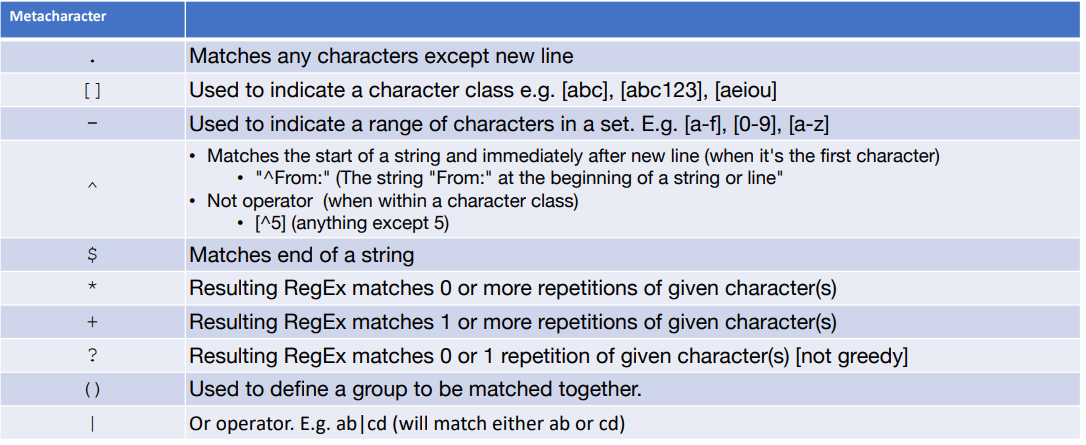 Metacharacter
. Matches any characters except new line
[] Used to indicate a character class e.g. [abc], [abc123], [aeiou]
- Used to indicate a range of characters in a set. E.g. [a-f], [0-9], [a-z]
• Matches the start of a string and immediately after new line (when it's the first character)
• "^From:" (The string "From:" at the beginning of a string or line"
^
• Not operator (when within a character class)
• [^5] (anything except 5)
$ Matches end of a string
* Resulting RegEx matches 0 or more repetitions of given character(s)
+ Resulting RegEx matches 1 or more repetitions of given character(s)
? Resulting RegEx matches 0 or 1 repetition of given character(s) [not greedy]
() Used to define a group to be matched together.
| Or operator. E.g. ab|cd (will match either ab or cd)